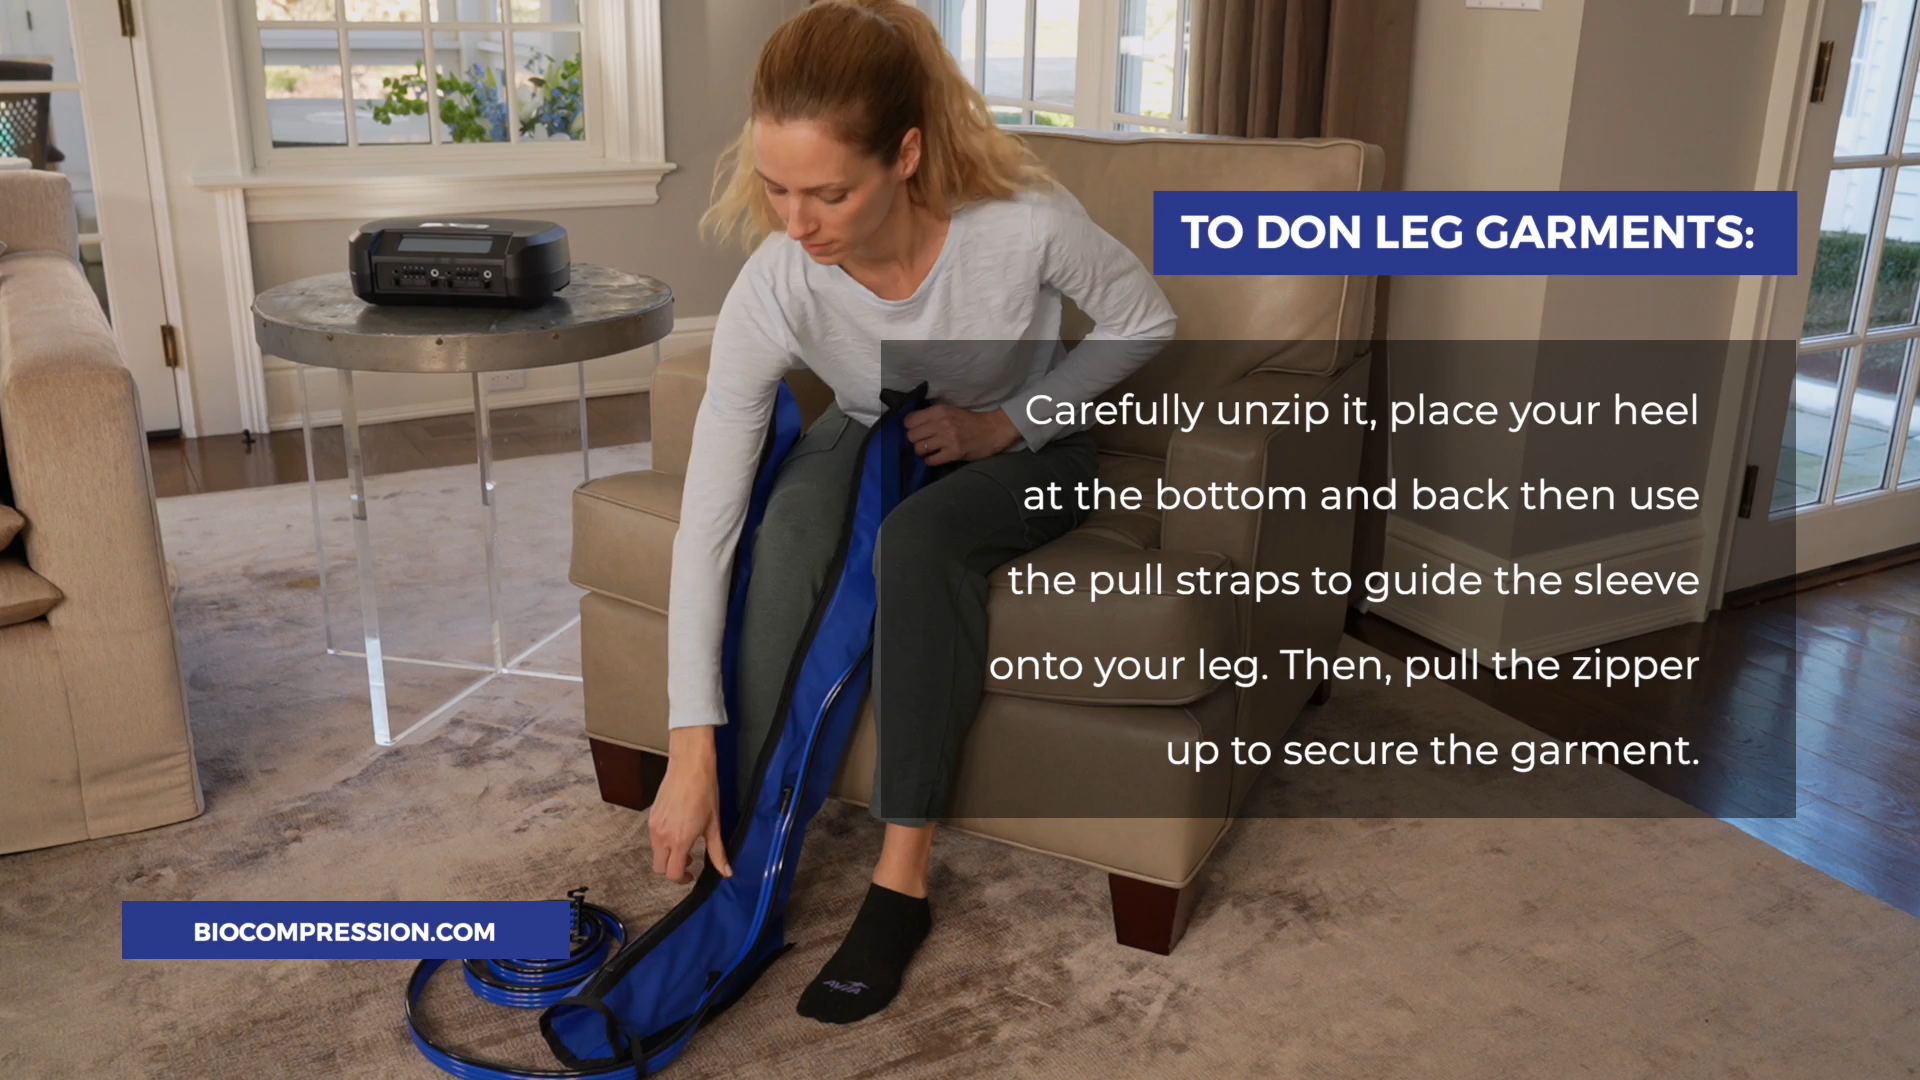 TO DON LEG GARMENTS:
Carefully unzip it, place your heel
at the bottom and back then use
the pull straps to guide the sleeve
onto your leg. Then, pull the zipper
up to secure the garment.
BIOCOMPRESSION.COM
AVIA